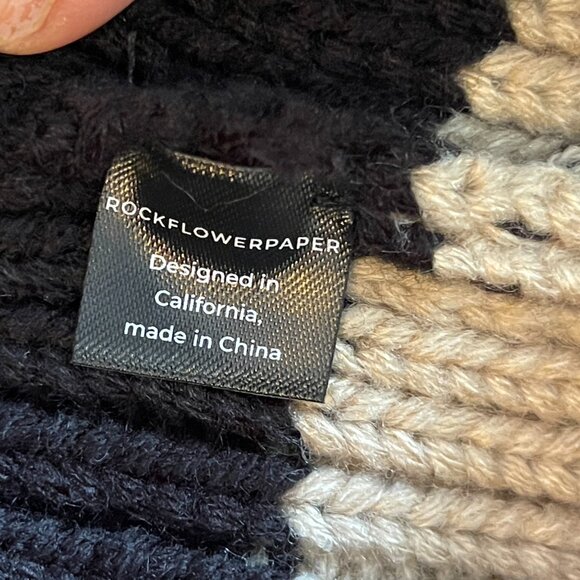 ROCKFLOWERPAPER
Designed in
California,
made in China